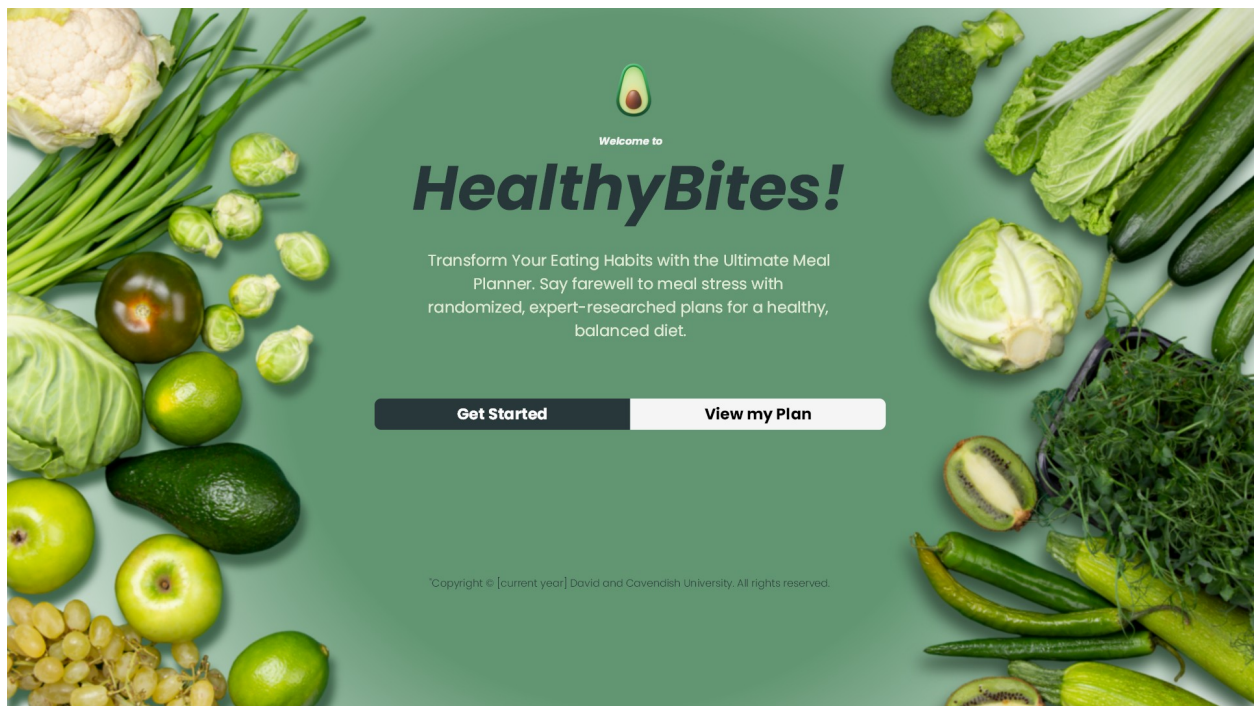 Welcome to
HealthyBites!
Transform Your Eating Habits with the Ultimate Meal
Planner. Say farewell to meal stress with
randomized, expert-researched plans for a healthy,
balanced diet.
Get Started
View my Plan
"Copyright © [current year] David and Cavendish University. All rights reserved.